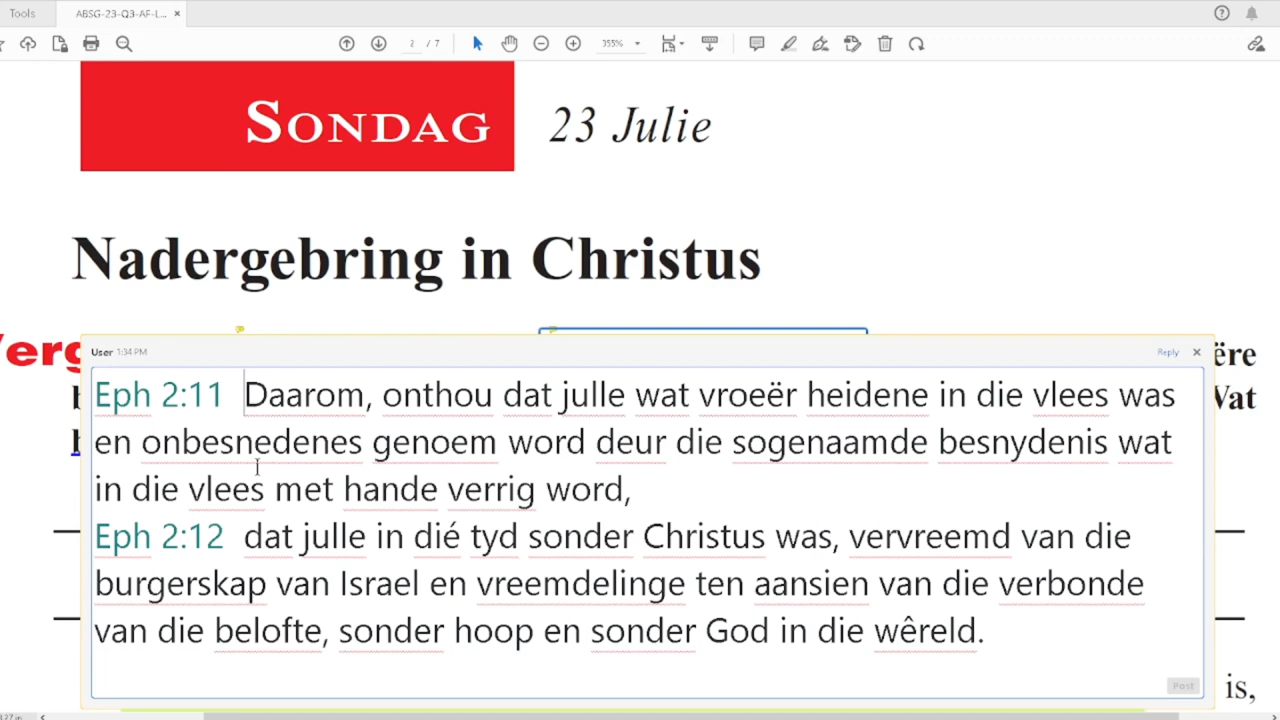 Tools
ABSG-23-Q3-AF-L... ×
2 / 7
355%
SONDAG 23 Julie
Nadergebring in Christus
User 1:34 PM
Reply
Eph 2:11 Daarom, onthou dat julle wat vroeër heidene in die vlees was
en onbesnedenes genoem word deur die sogenaamde besnydenis wat
in die vlees met hande verrig word,
Eph 2:12 dat julle in dié tyd sonder Christus was, vervreemd van die
burgerskap van Israel en vreemdelinge ten aansien van die verbonde
van die belofte, sonder hoop en sonder God in die wêreld.
Post
is,